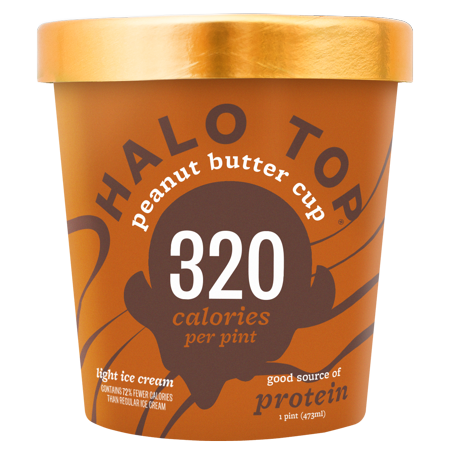 HALO TOP®
peanut butter cup
320
calories
per pint
light ice cream
CONTAINS 72% FEWER CALORIES
THAN REGULAR ICE CREAM
good source of
protein
1 pint (473ml)